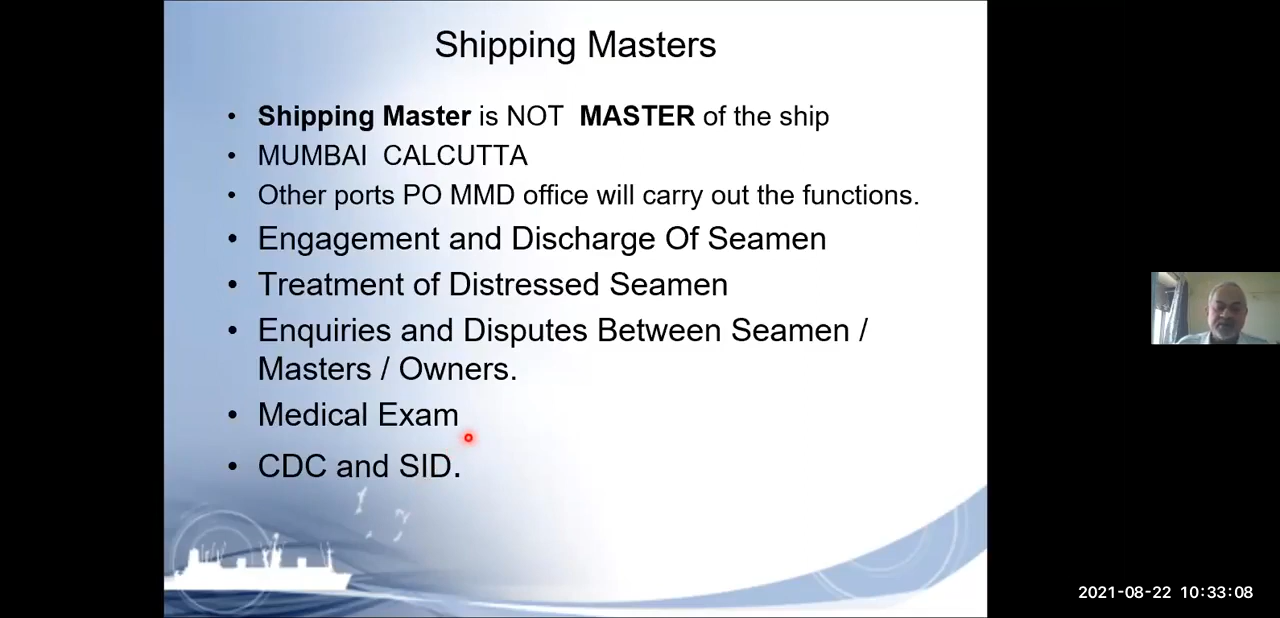 Shipping Masters
• Shipping Master is NOT MASTER of the ship
• MUMBAI CALCUTTA
• Other ports PO MMD office will carry out the functions.
• Engagement and Discharge Of Seamen
• Treatment of Distressed Seamen
• Enquiries and Disputes Between Seamen /
Masters / Owners.
• Medical Exam
• CDC and SID.
2021-08-22 10:33:08